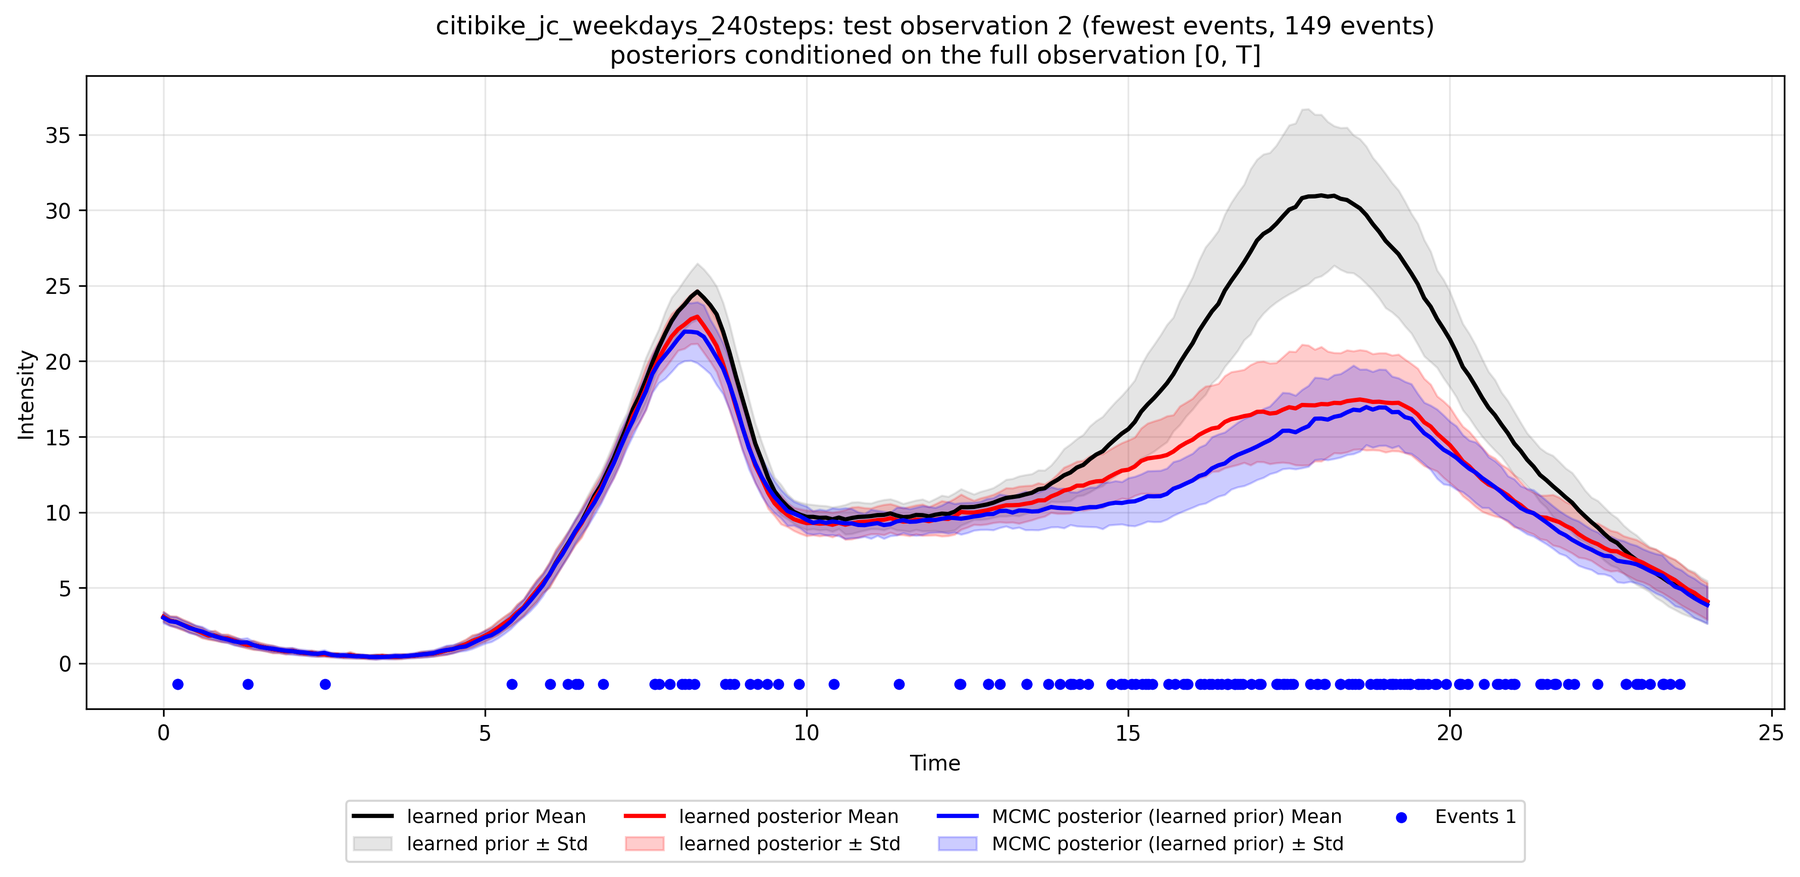 citibike_jc_weekdays_240steps: test observation 2 (fewest events, 149 events)
posteriors conditioned on the full observation [0, T]
Intensity
35
30
25
20
15
10
5
0
0 5 10 15 20 25
Time
learned prior Mean learned posterior Mean MCMC posterior (learned prior) Mean Events 1
learned prior ± Std learned posterior ± Std MCMC posterior (learned prior) ± Std